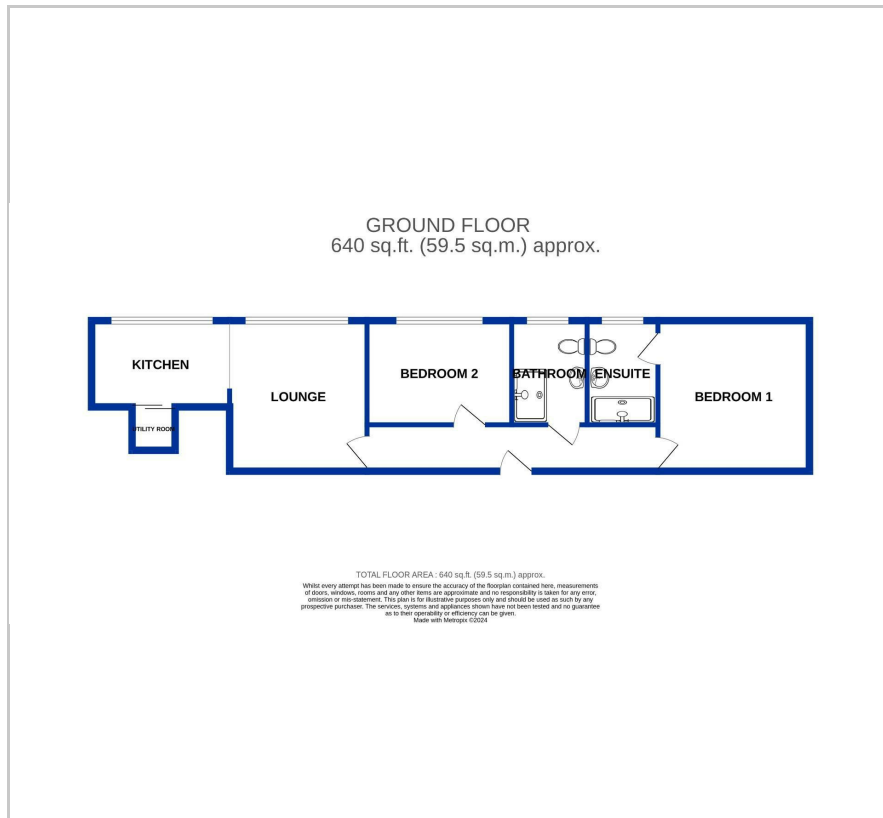 GROUND FLOOR
640 sq.ft. (59.5 sq.m.) approx.
KITCHEN
LOUNGE
BEDROOM 2
BATHROOM
ENSUITE
BEDROOM 1
UTILITY ROOM
TOTAL FLOOR AREA : 640 sq.ft. (59.5 sq.m.) approx.
Whilst every attempt has been made to ensure the accuracy of the floorplan contained here, measurements
of doors, windows, rooms and any other items are approximate and no responsibility is taken for any error,
omission or mis-statement. This plan is for illustrative purposes only and should be used as such by any
prospective purchaser. The services, systems and appliances shown have not been tested and no guarantee
as to their operability or efficiency can be given.
Made with Metropix ©2024